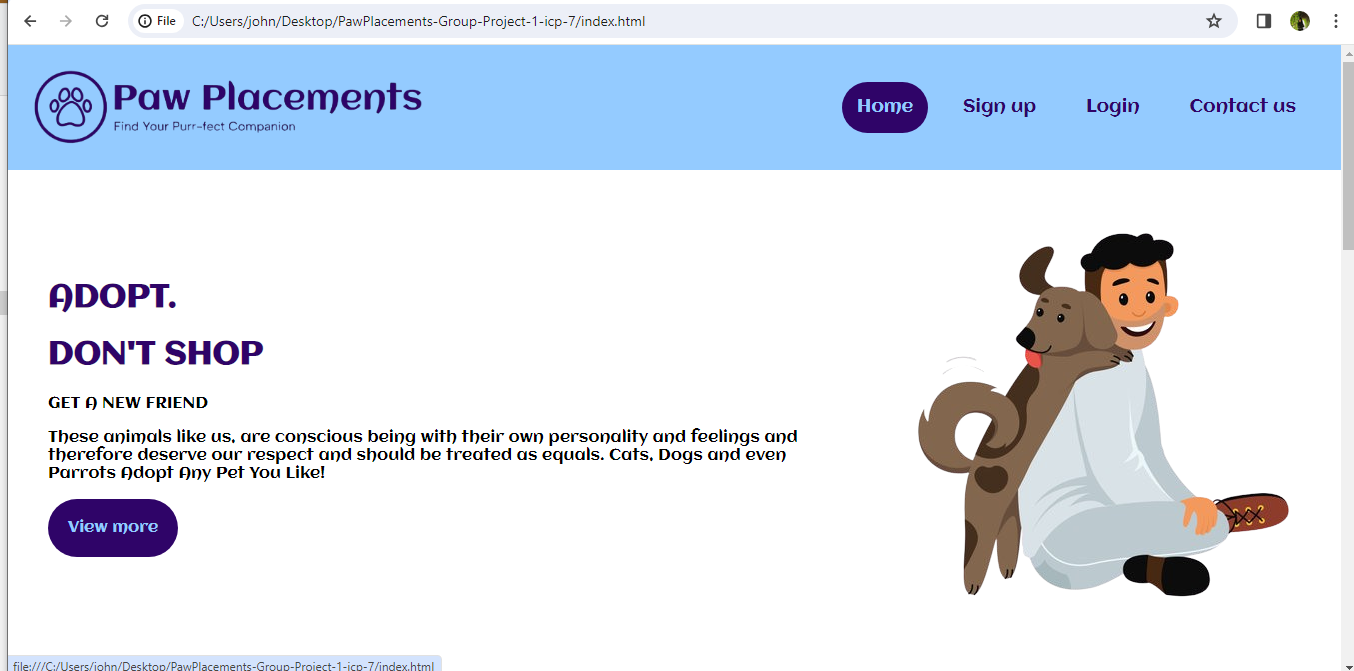 File C:/Users/john/Desktop/PawPlacements-Group-Project-1-icp-7/index.html
Paw Placements
Find Your Purr-fect Companion
Home Sign up Login Contact us
ADOPT.
DON'T SHOP
GET A NEW FRIEND
These animals like us, are conscious being with their own personality and feelings and
therefore deserve our respect and should be treated as equals. Cats, Dogs and even
Parrots Adopt Any Pet You Like!
View more
file:///C:/Users/john/Desktop/PawPlacements-Group-Project-1-icp-7/index.html